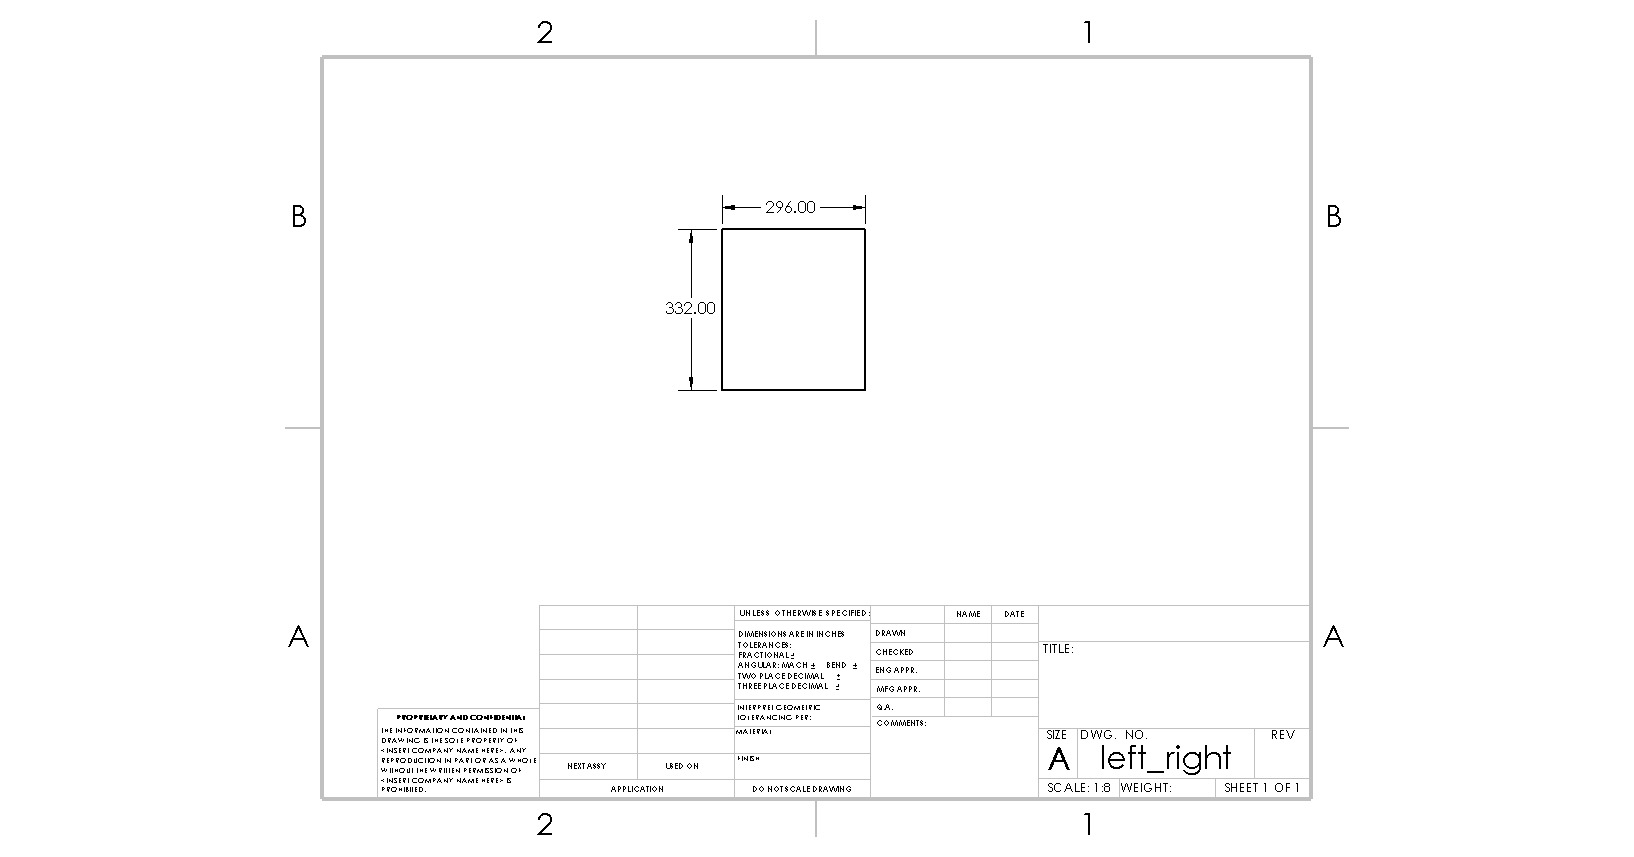 2 1
B B
296.00
332.00
A A
UNLESS OTHERWISE SPECIFIED:
DIMENSIONS ARE IN INCHES
TOLERANCES:
FRACTIONAL ±
ANGULAR: MACH ± BEND ±
TWO PLACE DECIMAL ±
THREE PLACE DECIMAL ±
INTERPRET GEOMETRIC
TOLERANCING PER:
MATERIAL
FINISH
DO NOT SCALE DRAWING
NAME DATE
DRAWN
CHECKED
ENG APPR.
MFG APPR.
Q.A.
COMMENTS:
TITLE:
SIZE DWG. NO. REV
A left_right
SCALE: 1:8 WEIGHT: SHEET 1 OF 1
PROPRIETARY AND CONFIDENTIAL
THE INFORMATION CONTAINED IN THIS
DRAWING IS THE SOLE PROPERTY OF
<INSERT COMPANY NAME HERE>. ANY
REPRODUCTION IN PART OR AS A WHOLE
WITHOUT THE WRITTEN PERMISSION OF
<INSERT COMPANY NAME HERE> IS
PROHIBITED.
NEXT ASSY USED ON
APPLICATION
2 1